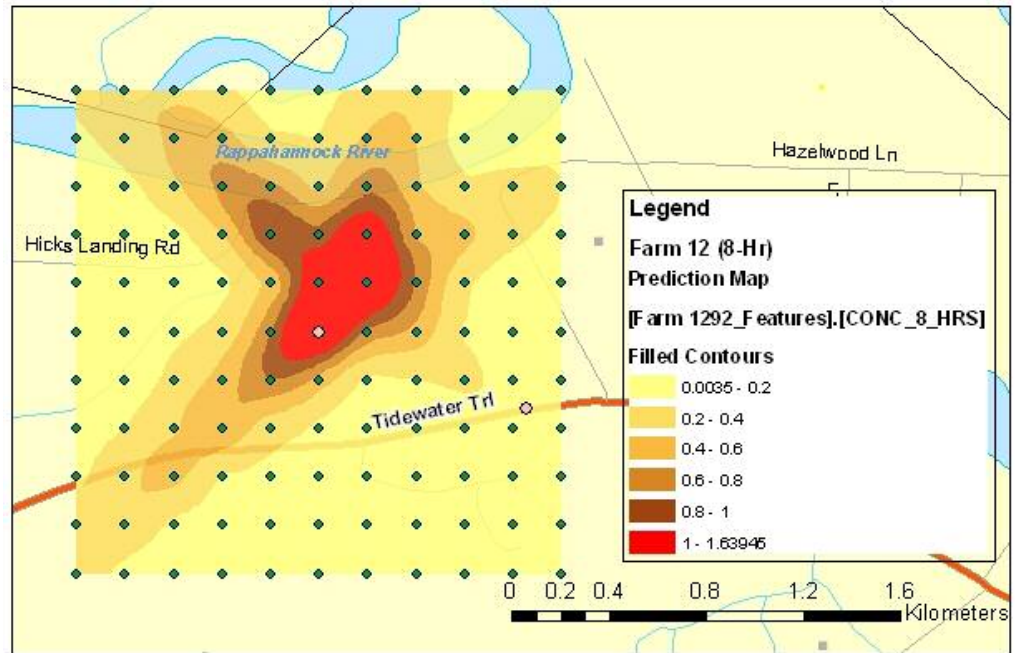 Rappahannock River
Hazelwood Ln
Hicks Landing Rd
Tidewater Trl
Legend
Farm 12 (8-Hr)
Prediction Map
[Farm 1292_Features].[CONC_8_HRS]
Filled Contours
0.0035 - 0.2
0.2 - 0.4
0.4 - 0.6
0.6 - 0.8
0.8 - 1
1 - 1.63945
0 0.2 0.4 0.8 1.2 1.6
Kilometers